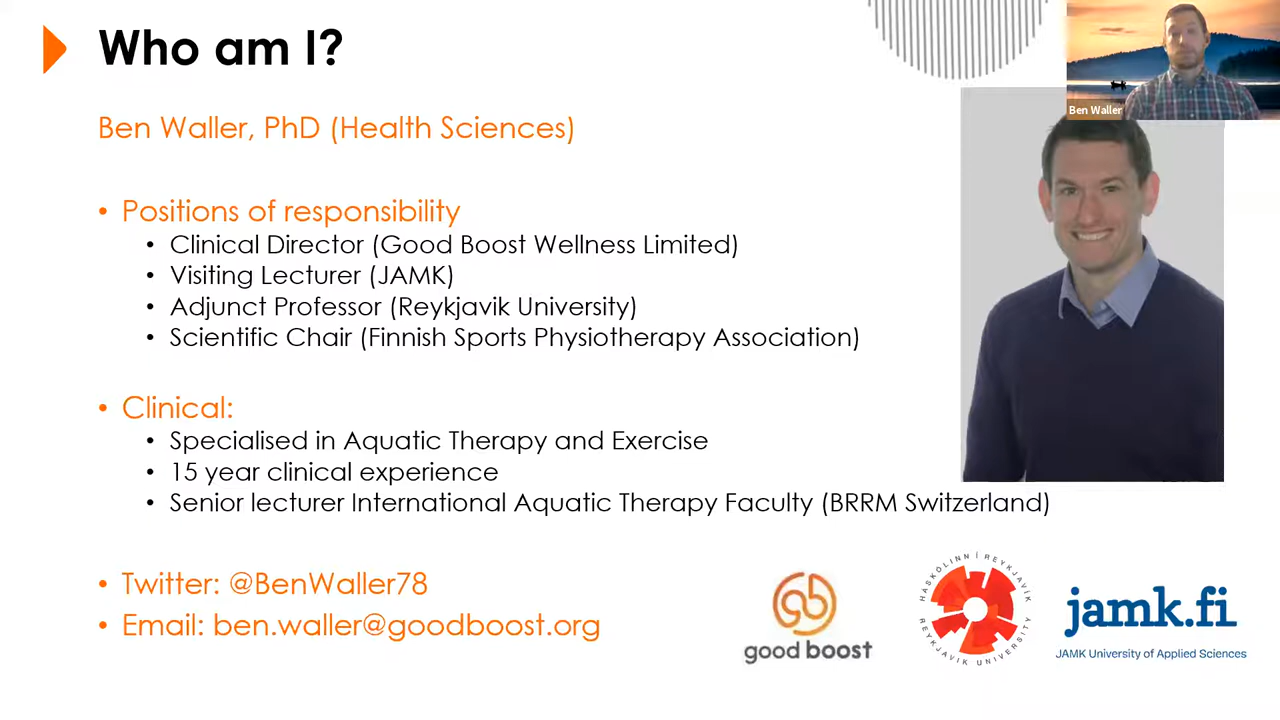 Who am I?
Ben Waller
Ben Waller, PhD (Health Sciences)
• Positions of responsibility
• Clinical Director (Good Boost Wellness Limited)
• Visiting Lecturer (JAMK)
• Adjunct Professor (Reykjavik University)
• Scientific Chair (Finnish Sports Physiotherapy Association)
• Clinical:
• Specialised in Aquatic Therapy and Exercise
• 15 year clinical experience
• Senior lecturer International Aquatic Therapy Faculty (BRRM Switzerland)
• Twitter: @BenWaller78
• Email: ben.waller@goodboost.org
gb
good boost
HÁSKÓLINN Í REYKJAVÍK
REYKJAVIK UNIVERSITY
jamk.fi
JAMK University of Applied Sciences